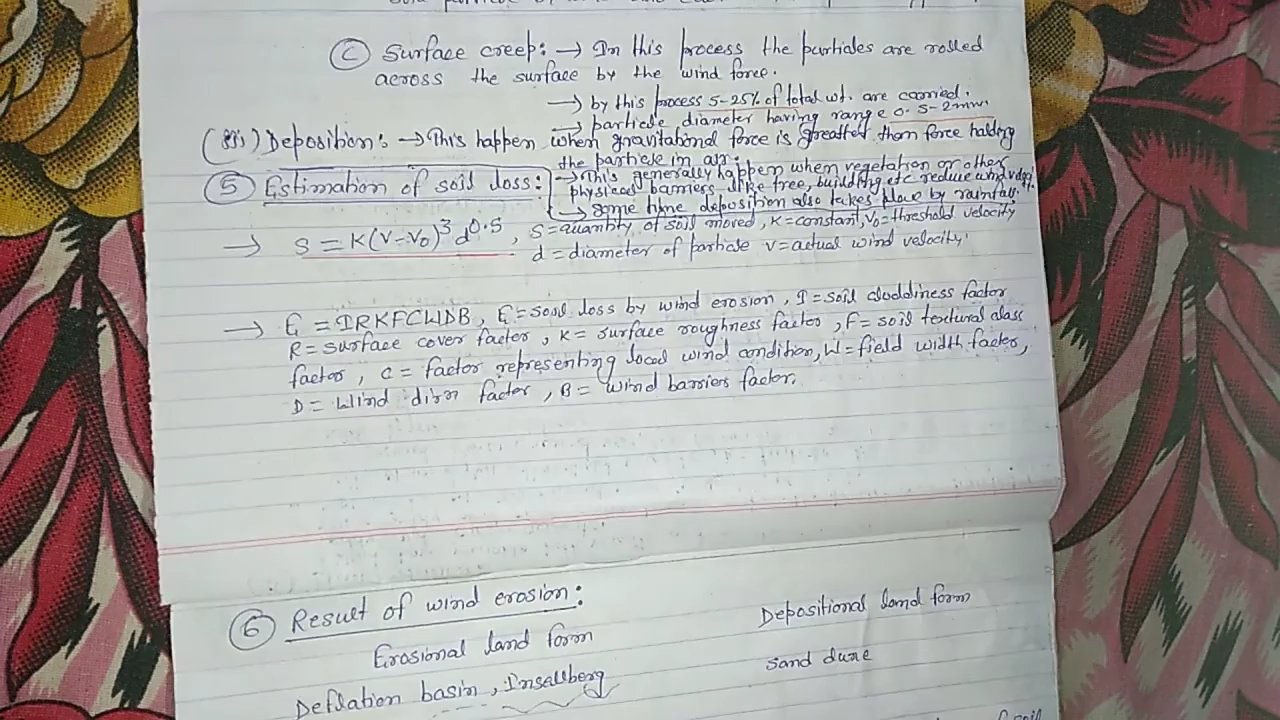 (C) Surface creep: → In this process the particles are rolled
across the surface by the wind force.
→ by this process 5-25% of total wt. are carried.
→ particle diameter having range 0.5-2mm.
(iii) Deposition: → This happen when gravitational force is greatter than force holding
the particle in air.
→ This generally happen when vegetation or other
physical barriers like tree, building etc reduce wind
→ some time deposition also takes place by rainfall.
(5) Estimation of soil loss:
→ S = K(V-V₀)³ d^0.5, S = quantity of soil moved, K = constant, V₀ = threshold velocity
d = diameter of particle V = actual wind velocity.
→ E = IRKFCWDB, E = soil loss by wind erosion, I = soil cloddiness factor
R = surface cover factor, K = surface roughness factor, F = soil textural class
factor, C = factor representing local wind condition, W = field width factor,
D = Wind dirn factor, B = wind barriers factor.
(6) Result of wind erosion:
Erosional land form
Depositional land form
Deflation basin, Insellberg
Sand dune